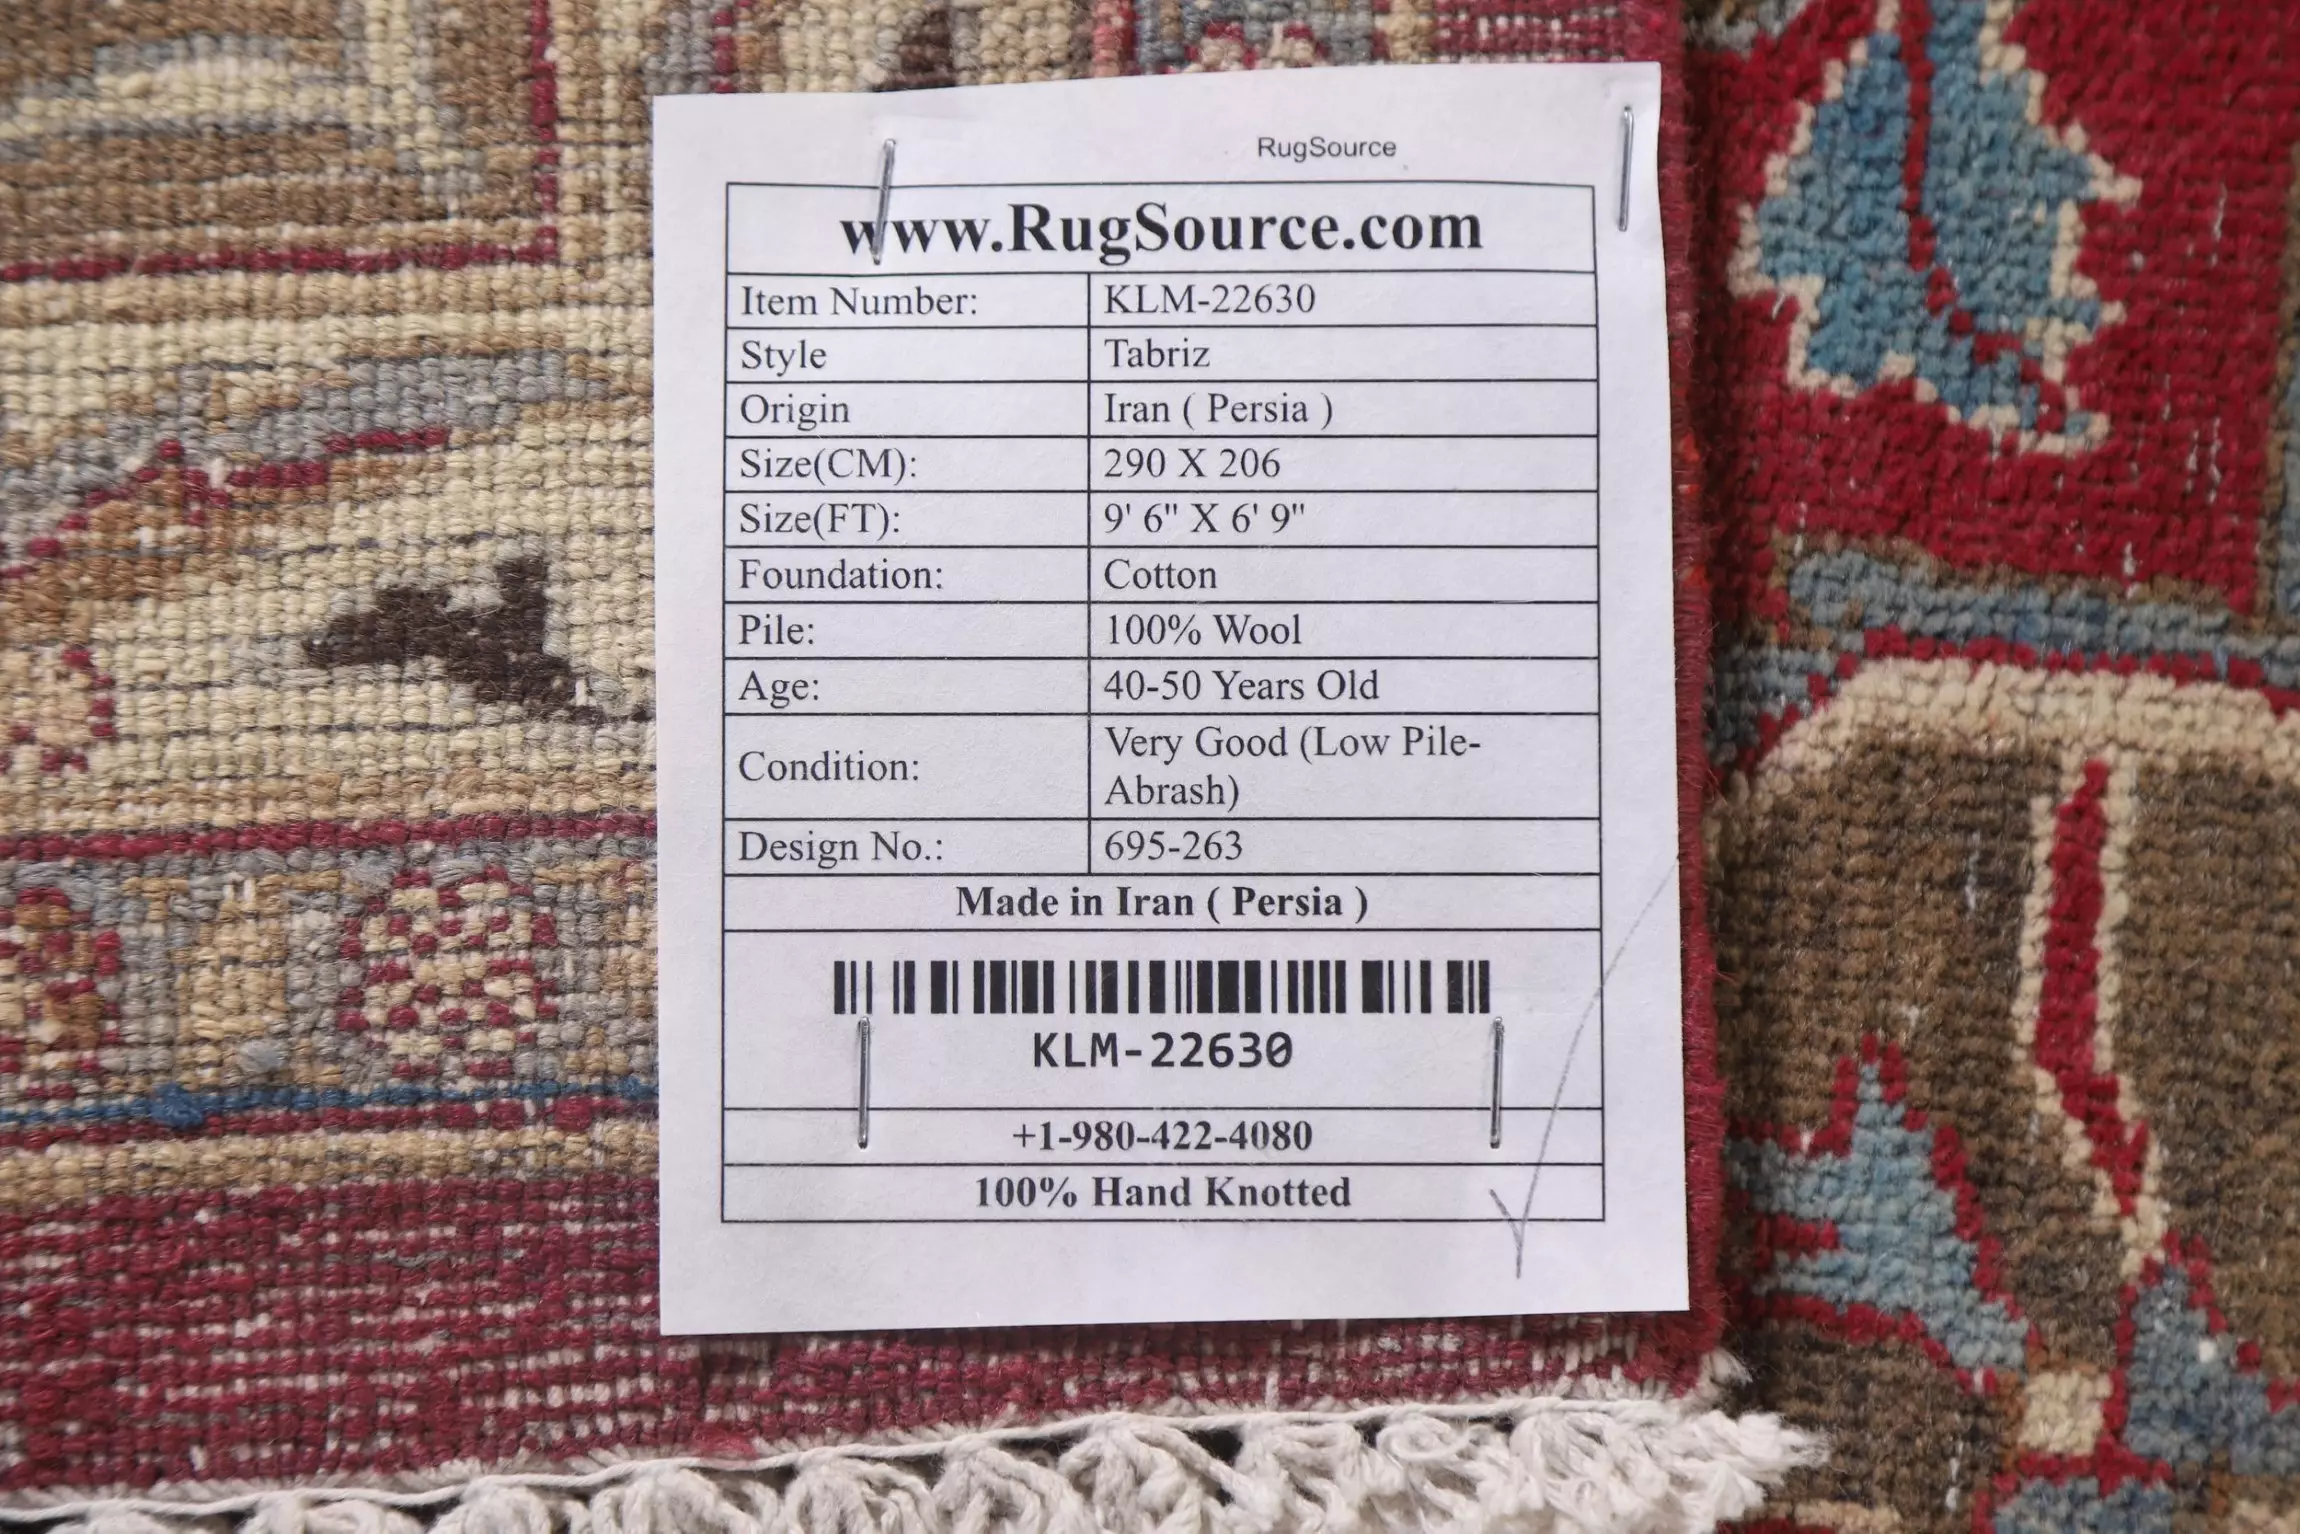 RugSource
www.RugSource.com
Item Number: KLM-22630
Style Tabriz
Origin Iran ( Persia )
Size(CM): 290 X 206
Size(FT): 9' 6" X 6' 9"
Foundation: Cotton
Pile: 100% Wool
Age: 40-50 Years Old
Condition: Very Good (Low Pile-
Abrash)
Design No.: 695-263
Made in Iran ( Persia )
KLM-22630
+1-980-422-4080
100% Hand Knotted